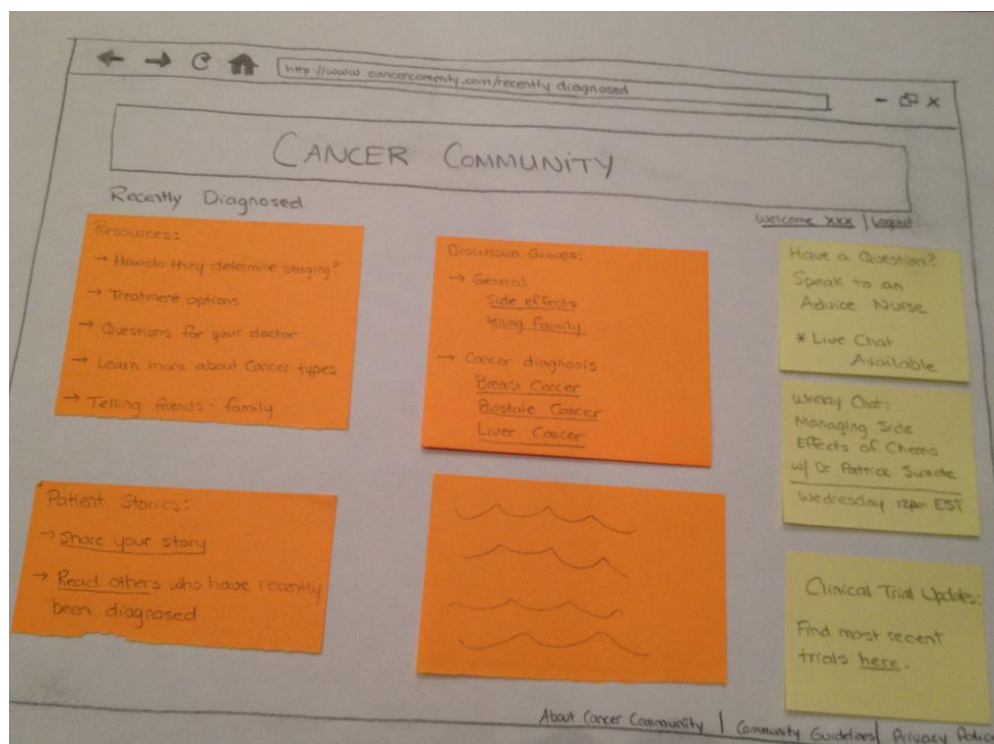 http://www.cancercommnty.com/recently diagnosed
CANCER COMMUNITY
Recently Diagnosed
Welcome xxx | Logout
Resources:
→ How do they determine staging?
→ Treatment options
→ Questions for your doctor
→ Learn more about Cancer types
→ Telling friends & family
Discussion Groups:
→ General
Side effects
telling family
→ Cancer diagnosis
Breast Cancer
Prostate Cancer
Liver Cancer
Have a Question?
Speak to an
Advice Nurse
* Live Chat
Available
Weekly Chat:
Managing Side
Effects of Chemo
w/ Dr Patrick
Wednesday 12pm EST
Patient Stories:
→ Share your story
→ Read others who have recently
been diagnosed
Clinical Trial Updates:
Find most recent
trials here.
About Cancer Community | Community Guidelines | Privacy Policy